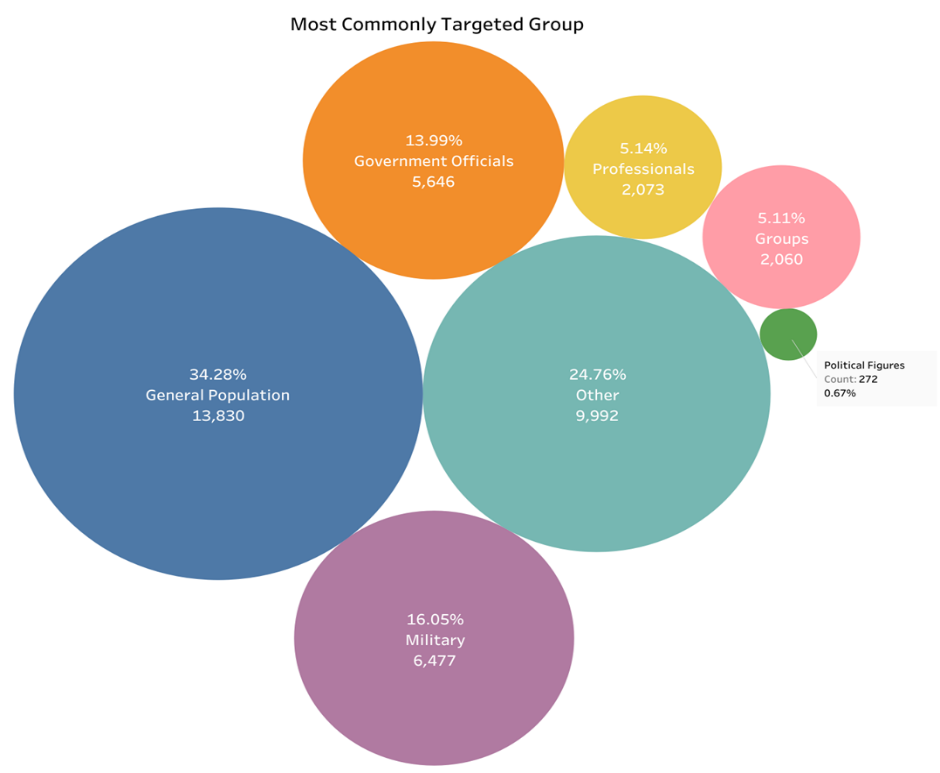 Most Commonly Targeted Group
13.99%
Government Officials
5,646
5.14%
Professionals
2,073
5.11%
Groups
2,060
Political Figures
Count: 272
0.67%
34.28%
General Population
13,830
24.76%
Other
9,992
16.05%
Military
6,477